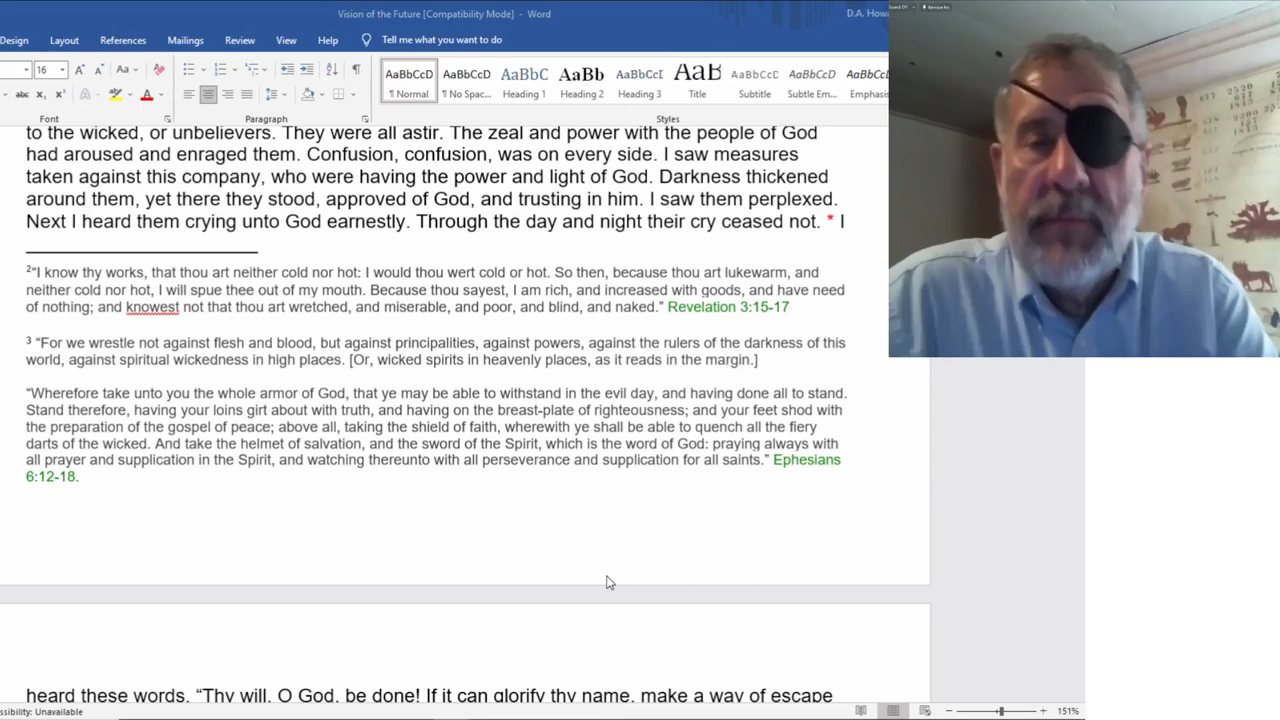 Vision of the Future [Compatibility Mode] - Word
D.A. How
Design Layout References Mailings Review View Help Tell me what you want to do
16 Aa
abc x₂ x² A
AaBbCcD AaBbCcD AaBbC AaBb AaBbCcI AaB AaBbCcD AaBbCcD AaBbCc
¶ Normal ¶ No Spac... Heading 1 Heading 2 Heading 3 Title Subtitle Subtle Em... Emphasis
Font Paragraph Styles
to the wicked, or unbelievers. They were all astir. The zeal and power with the people of God
had aroused and enraged them. Confusion, confusion, was on every side. I saw measures
taken against this company, who were having the power and light of God. Darkness thickened
around them, yet there they stood, approved of God, and trusting in him. I saw them perplexed.
Next I heard them crying unto God earnestly. Through the day and night their cry ceased not. * I
2“I know thy works, that thou art neither cold nor hot: I would thou wert cold or hot. So then, because thou art lukewarm, and
neither cold nor hot, I will spue thee out of my mouth. Because thou sayest, I am rich, and increased with goods, and have need
of nothing; and knowest not that thou art wretched, and miserable, and poor, and blind, and naked.” Revelation 3:15-17
3 “For we wrestle not against flesh and blood, but against principalities, against powers, against the rulers of the darkness of this
world, against spiritual wickedness in high places. [Or, wicked spirits in heavenly places, as it reads in the margin.]
“Wherefore take unto you the whole armor of God, that ye may be able to withstand in the evil day, and having done all to stand.
Stand therefore, having your loins girt about with truth, and having on the breast-plate of righteousness; and your feet shod with
the preparation of the gospel of peace; above all, taking the shield of faith, wherewith ye shall be able to quench all the fiery
darts of the wicked. And take the helmet of salvation, and the sword of the Spirit, which is the word of God: praying always with
all prayer and supplication in the Spirit, and watching thereunto with all perseverance and supplication for all saints.” Ephesians
6:12-18.
heard these words, “Thy will, O God, be done! If it can glorify thy name, make a way of escape
ssibility: Unavailable
151%
677 2520
1843